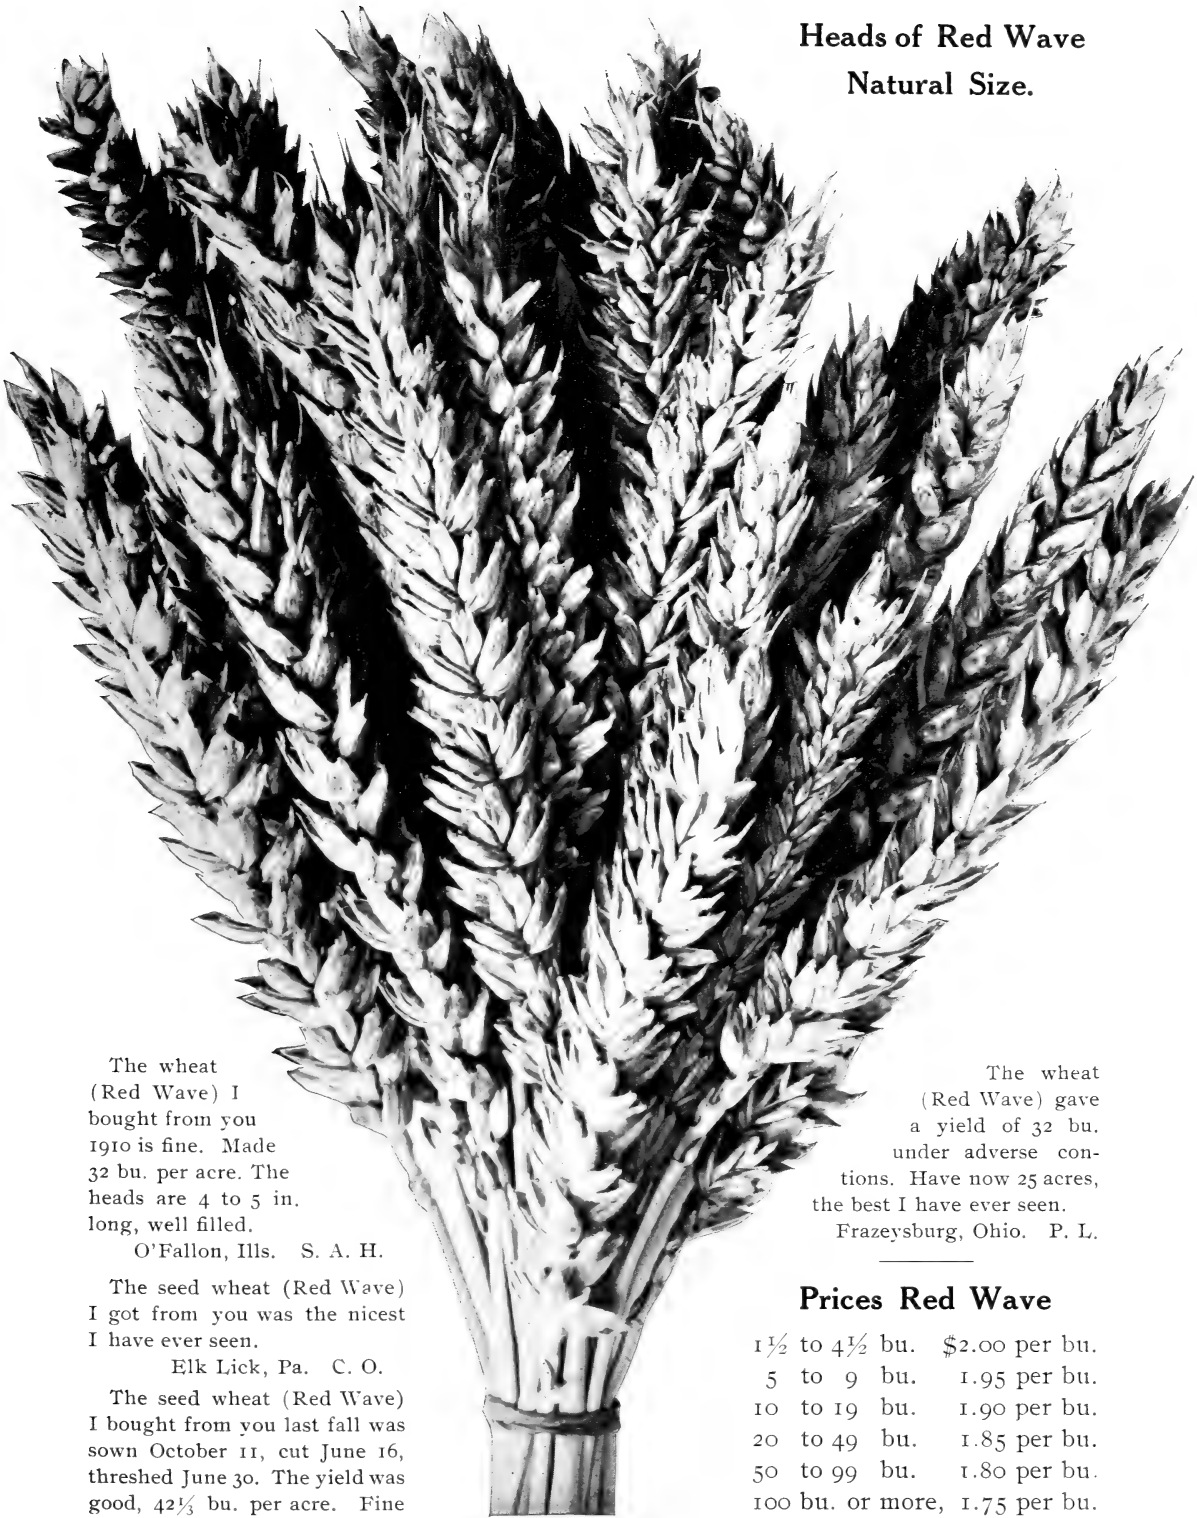 Heads of Red Wave
Natural Size.
The wheat
(Red Wave) I
bought from you
1910 is fine. Made
32 bu. per acre. The
heads are 4 to 5 in.
long, well filled.
O'Fallon, Ills. S. A. H.
The seed wheat (Red Wave)
I got from you was the nicest
I have ever seen.
Elk Lick, Pa. C. O.
The seed wheat (Red Wave)
I bought from you last fall was
sown October 11, cut June 16,
threshed June 30. The yield was
good, 42⅓ bu. per acre. Fine
The wheat
(Red Wave) gave
a yield of 32 bu.
under adverse con-
tions. Have now 25 acres,
the best I have ever seen.
Frazeysburg, Ohio. P. L.
Prices Red Wave
1½ to 4½ bu. $2.00 per bu.
5 to 9 bu. 1.95 per bu.
10 to 19 bu. 1.90 per bu.
20 to 49 bu. 1.85 per bu.
50 to 99 bu. 1.80 per bu.
100 bu. or more, 1.75 per bu.